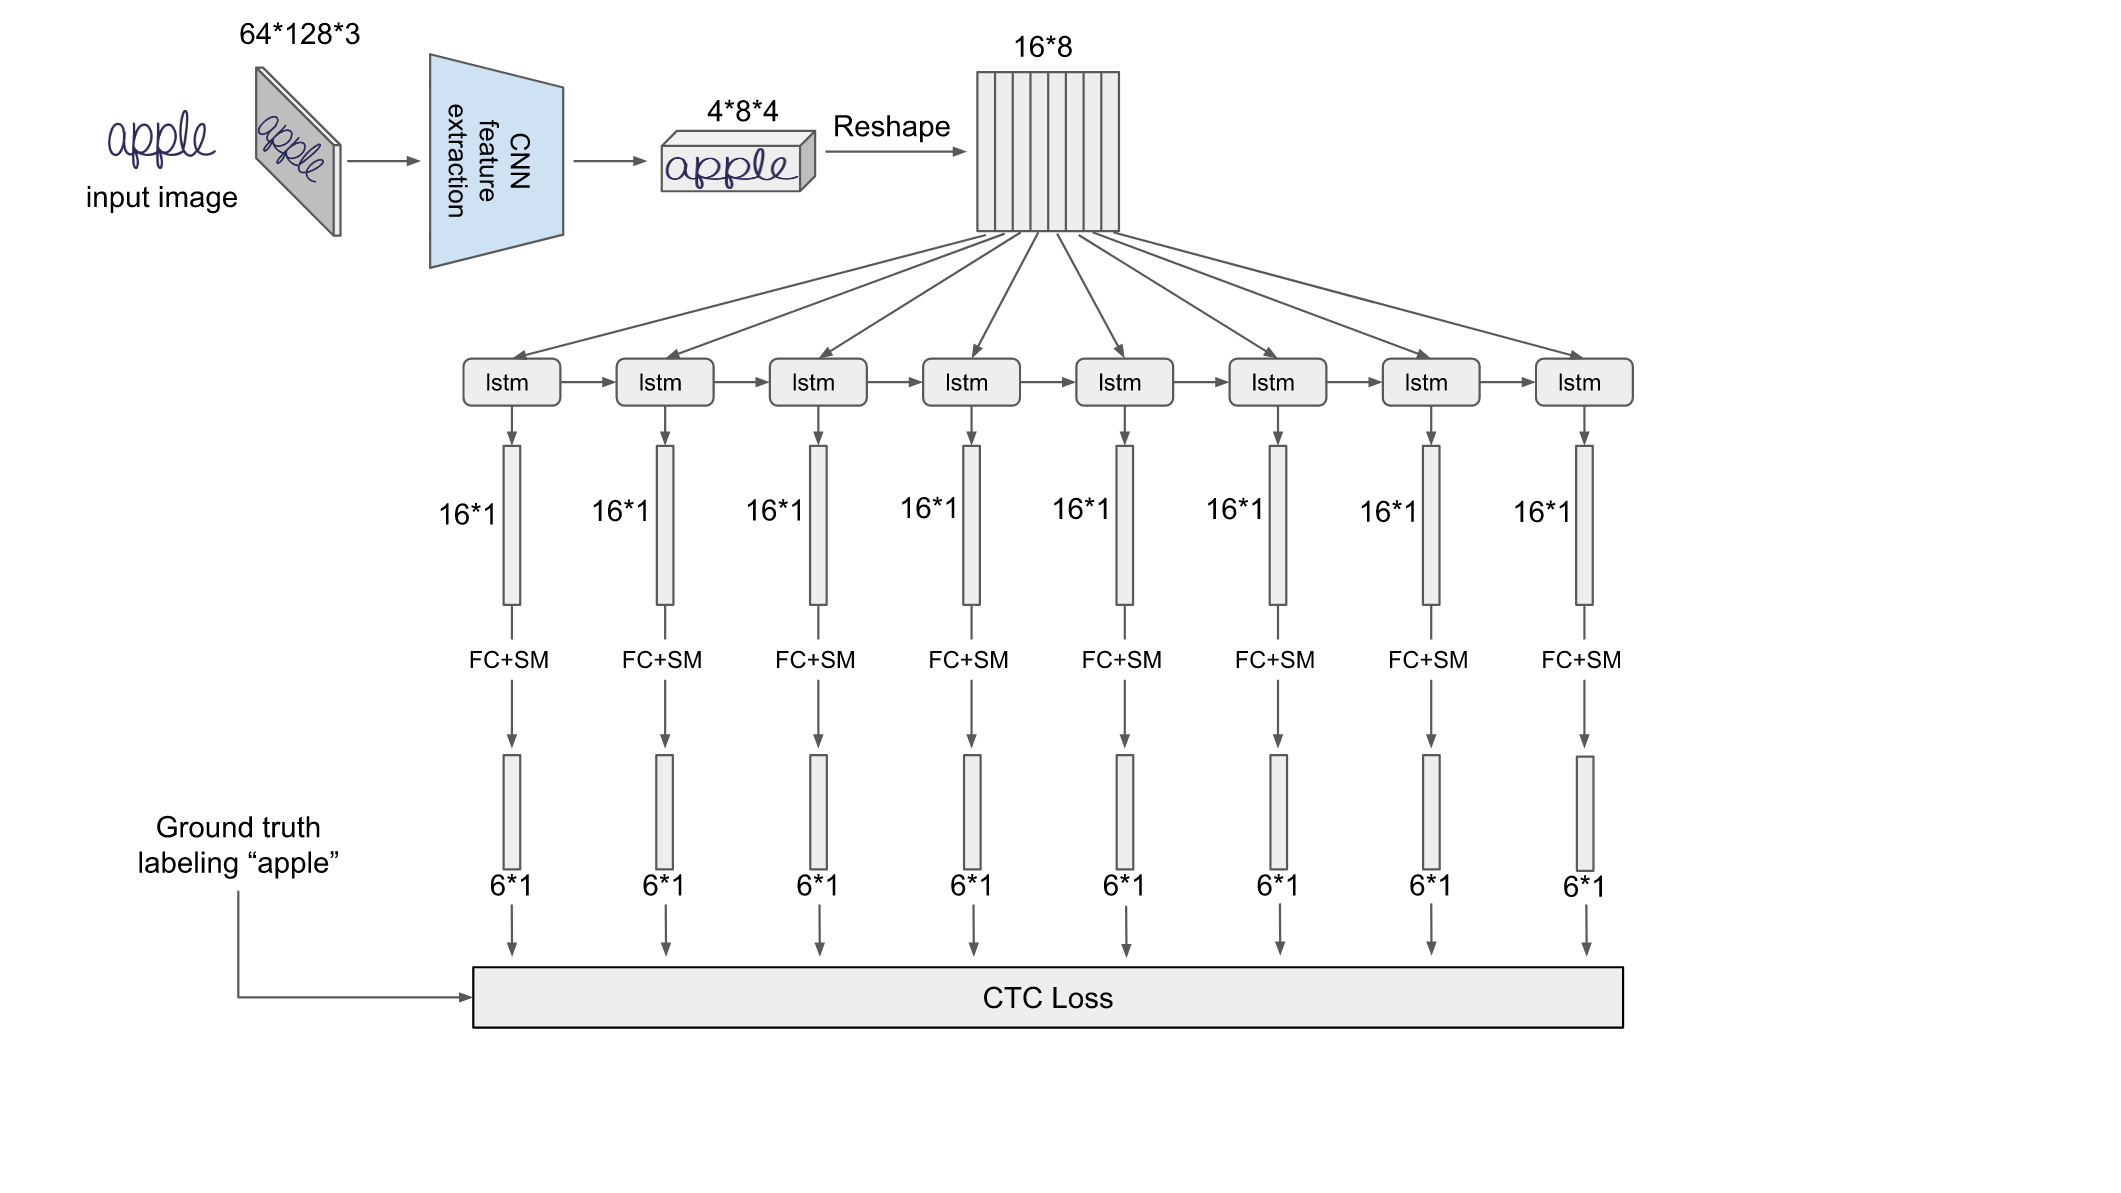 64*128*3
apple
input image
apple
CNN
feature
extraction
4*8*4
apple
Reshape
16*8
lstm lstm lstm lstm lstm lstm lstm lstm
16*1 16*1 16*1 16*1 16*1 16*1 16*1 16*1
FC+SM FC+SM FC+SM FC+SM FC+SM FC+SM FC+SM FC+SM
6*1 6*1 6*1 6*1 6*1 6*1 6*1 6*1
Ground truth
labeling “apple”
CTC Loss